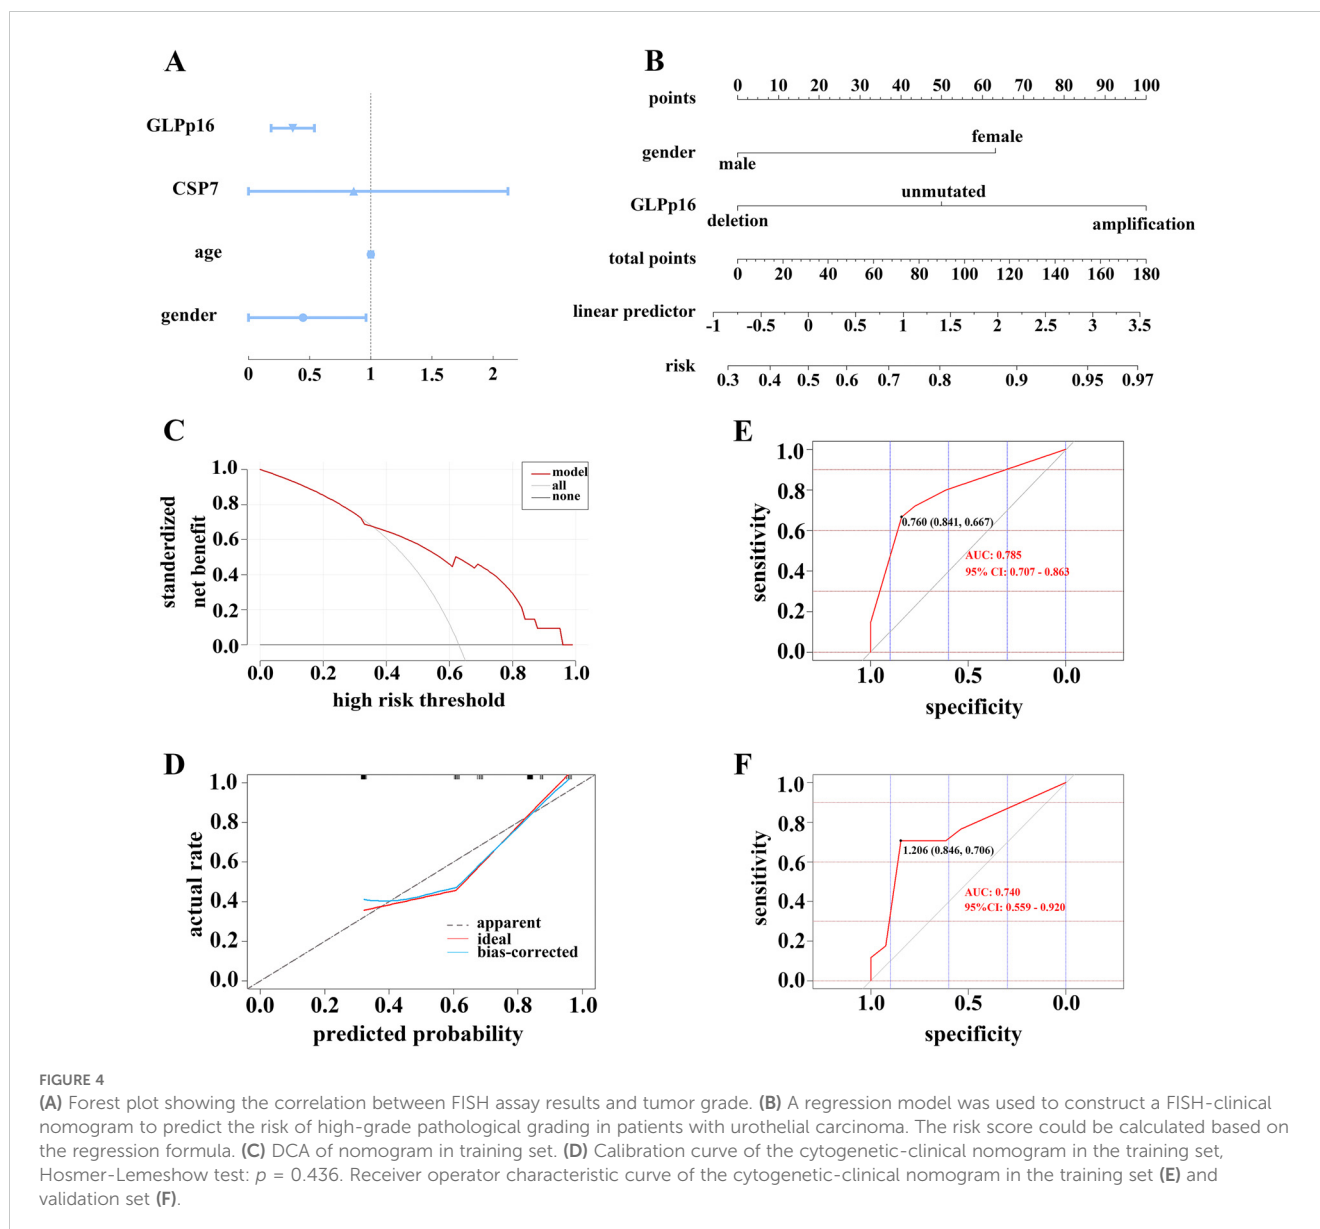 A
GLPp16
CSP7
age
gender
0 0.5 1 1.5 2
B
points
0 10 20 30 40 50 60 70 80 90 100
gender
female
male
GLPp16
unmutated
deletion
amplification
total points
0 20 40 60 80 100 120 140 160 180
linear predictor
-1 -0.5 0 0.5 1 1.5 2 2.5 3 3.5
risk
0.3 0.4 0.5 0.6 0.7 0.8 0.9 0.95 0.97
C
standerdized
net benefit
1.0
0.8
0.6
0.4
0.2
0.0
model
all
none
0.0 0.2 0.4 0.6 0.8 1.0
high risk threshold
E
sensitivity
1.0
0.8
0.6
0.4
0.2
0.0
0.760 (0.841, 0.667)
AUC: 0.785
95% CI: 0.707 - 0.863
1.0 0.5 0.0
specificity
D
actual rate
1.0
0.8
0.6
0.4
0.2
0.0
apparent
ideal
bias-corrected
0.0 0.2 0.4 0.6 0.8 1.0
predicted probability
F
sensitivity
1.0
0.8
0.6
0.4
0.2
0.0
1.206 (0.846, 0.706)
AUC: 0.740
95%CI: 0.559 - 0.920
1.0 0.5 0.0
specificity
FIGURE 4
(A) Forest plot showing the correlation between FISH assay results and tumor grade. (B) A regression model was used to construct a FISH-clinical
nomogram to predict the risk of high-grade pathological grading in patients with urothelial carcinoma. The risk score could be calculated based on
the regression formula. (C) DCA of nomogram in training set. (D) Calibration curve of the cytogenetic-clinical nomogram in the training set,
Hosmer-Lemeshow test: p = 0.436. Receiver operator characteristic curve of the cytogenetic-clinical nomogram in the training set (E) and
validation set (F).